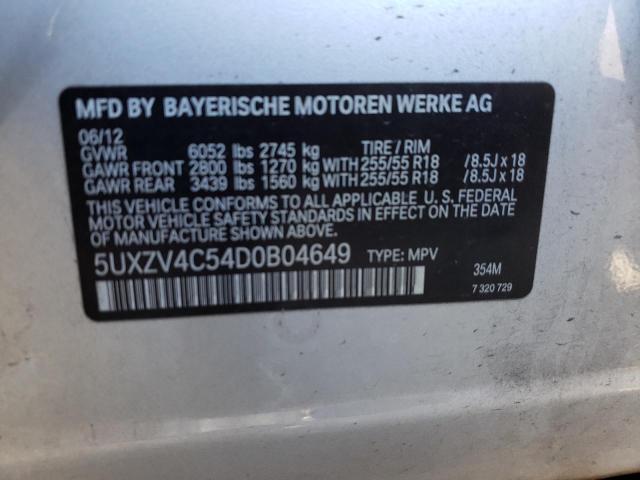 MFD BY BAYERISCHE MOTOREN WERKE AG
06/12
GVWR 6052 lbs 2745 kg TIRE / RIM
GAWR FRONT 2800 lbs 1270 kg WITH 255/55 R18 /8.5J x 18
GAWR REAR 3439 lbs 1560 kg WITH 255/55 R18 /8.5J x 18
THIS VEHICLE CONFORMS TO ALL APPLICABLE U. S. FEDERAL
MOTOR VEHICLE SAFETY STANDARDS IN EFFECT ON THE
DATE OF MANUFACTURE SHOWN ABOVE.
5UXZV4C54D0B04649 TYPE: MPV
354M
7 320 729